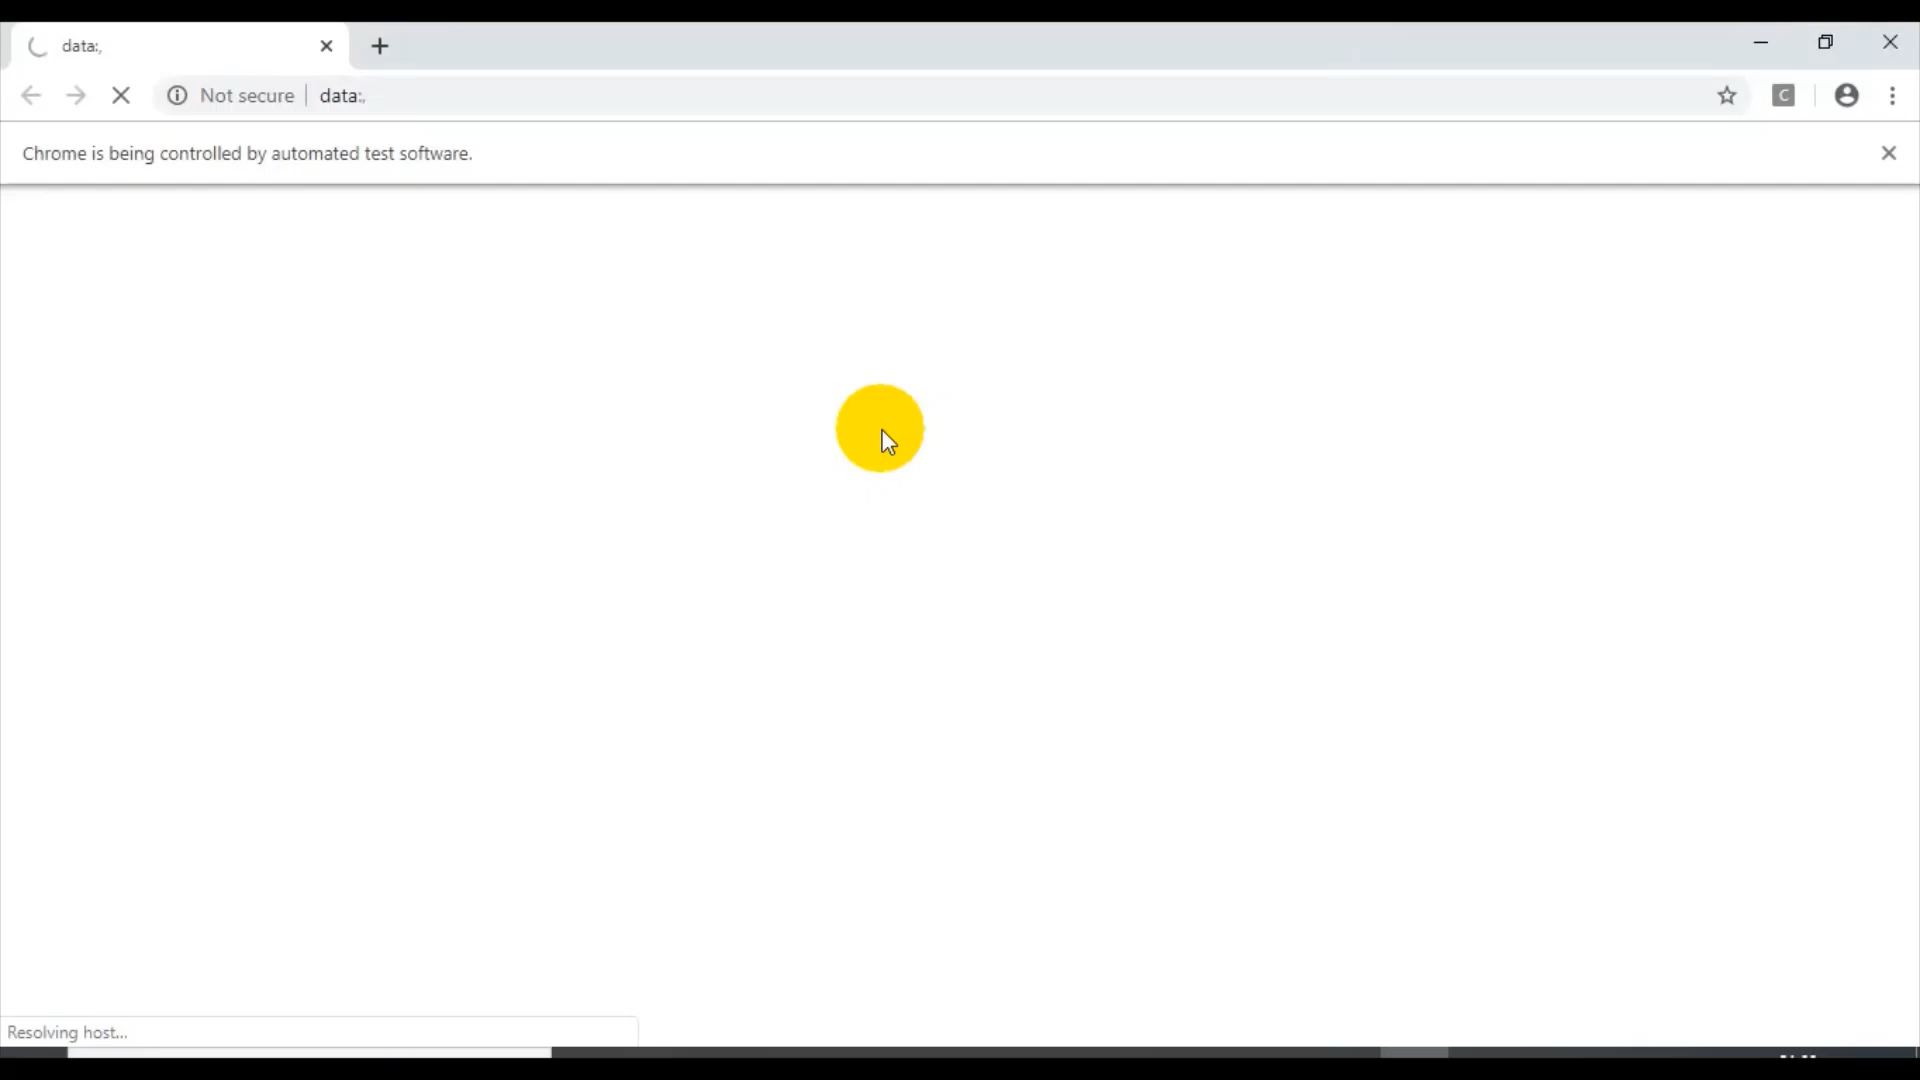 data:,
Not secure data:,
C
Chrome is being controlled by automated test software.
Resolving host...